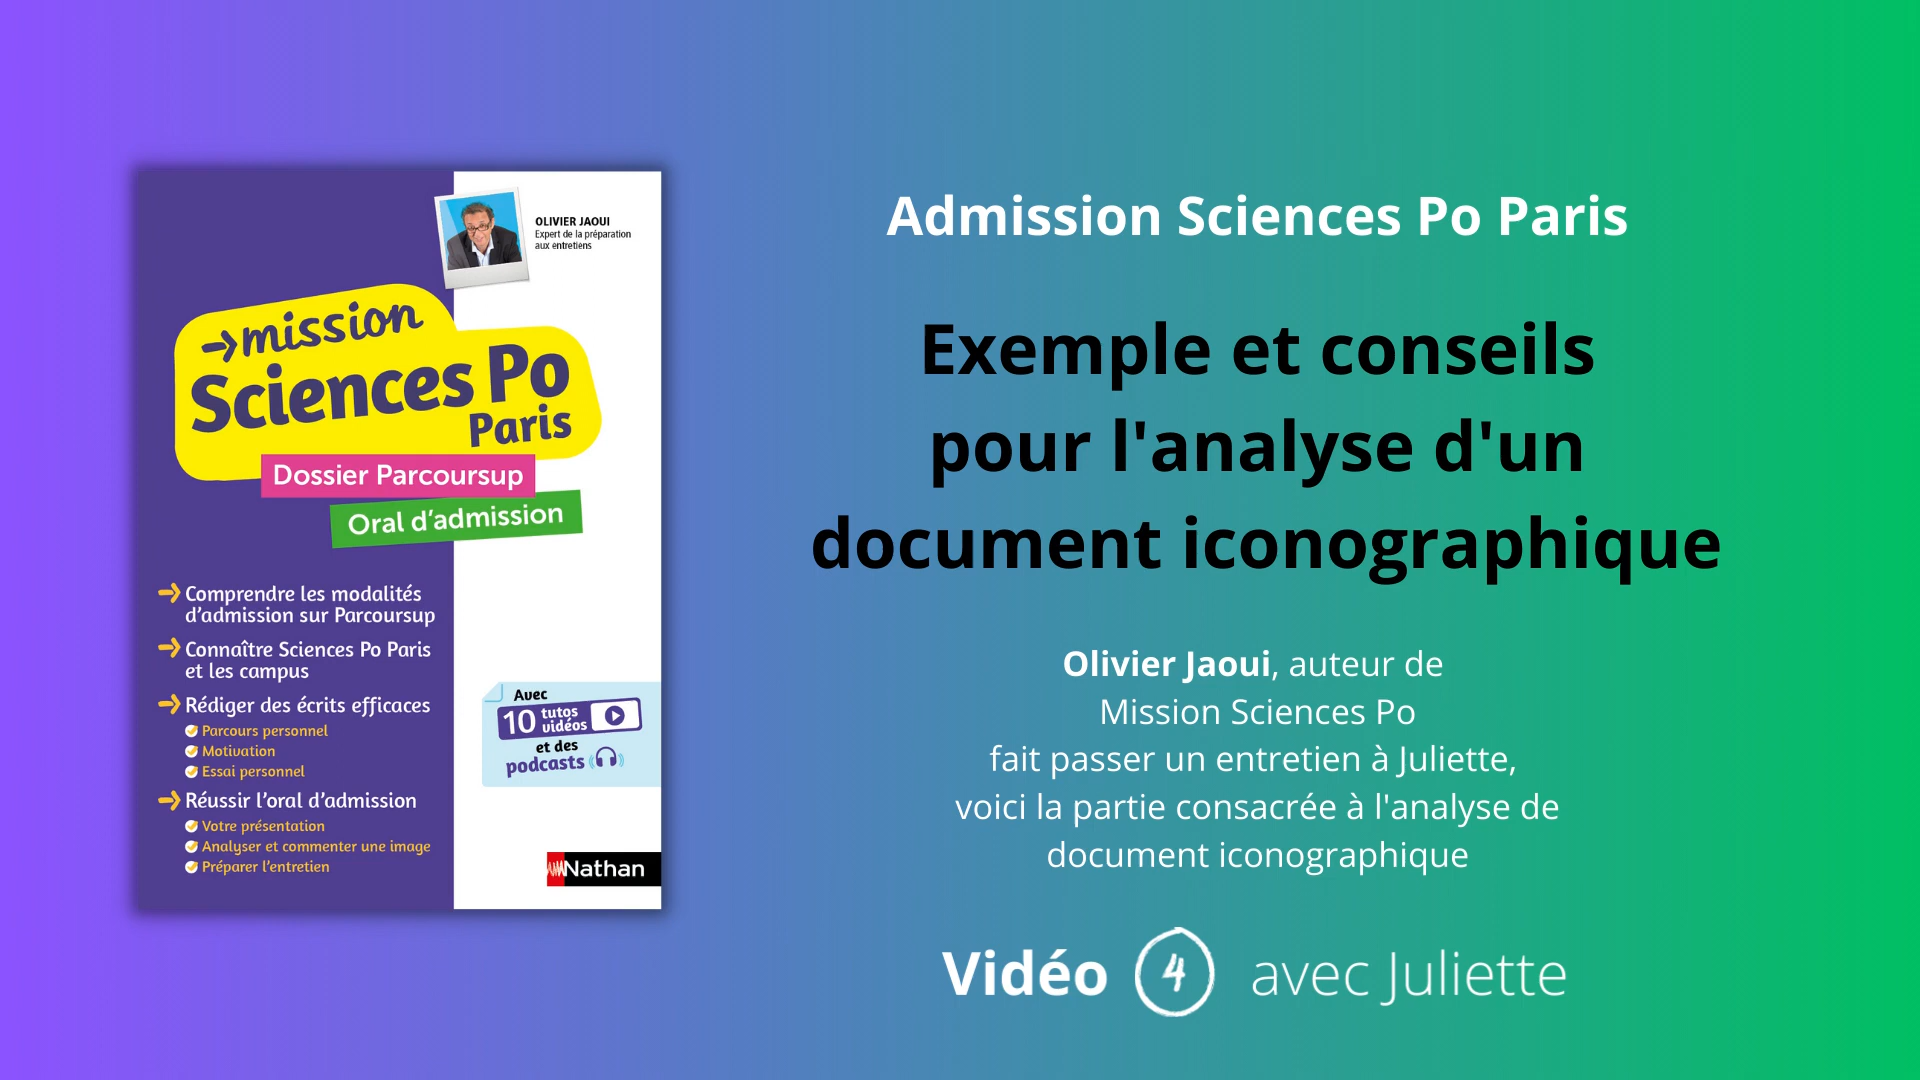 OLIVIER JAOUI
Expert de la préparation
aux entretiens
mission
Sciences Po
Paris
Dossier Parcoursup
Oral d’admission
Comprendre les modalités
d’admission sur Parcoursup
Connaître Sciences Po Paris
et les campus
Rédiger des écrits efficaces
Parcours personnel
Motivation
Essai personnel
Réussir l’oral d’admission
Votre présentation
Analyser et commenter une image
Préparer l’entretien
Avec
10 tutos
vidéos
et des
podcasts
Nathan
Admission Sciences Po Paris
Exemple et conseils
pour l'analyse d'un
document iconographique
Olivier Jaoui, auteur de
Mission Sciences Po
fait passer un entretien à Juliette,
voici la partie consacrée à l'analyse de
document iconographique
Vidéo 4 avec Juliette